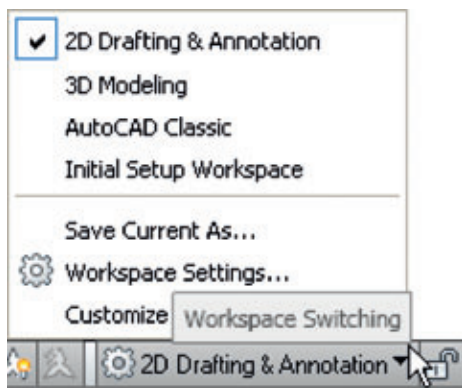 2D Drafting & Annotation
3D Modeling
AutoCAD Classic
Initial Setup Workspace
Save Current As...
Workspace Settings...
Customize
Workspace Switching
2D Drafting & Annotation